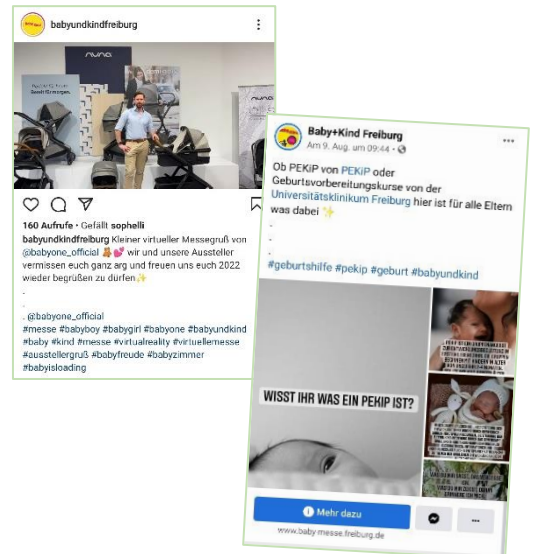 babyundkindfreiburg
nuna
Bereit für morgen.
nuna
160 Aufrufe · Gefällt sophelli
babyundkindfreiburg Kleiner virtueller Messegruß von
@babyone_official 🧸💕 wir und unsere Aussteller
vermissen euch ganz arg und freuen uns euch 2022
wieder begrüßen zu dürfen✨
.
.
. @babyone_official
#messe #babyboy #babygirl #babyone #babyundkind
#baby #kind #messe #virtualreality #virtuellemesse
#ausstellergruß #babyfreude #babyzimmer
#babyisloading
Baby+Kind Freiburg
Am 9. Aug. um 09:44 ·
Ob PEKiP von PEKiP oder
Geburtsvorbereitungskurse von der
Universitätsklinikum Freiburg hier ist für alle Eltern
was dabei ✨
.
.
.
#geburtshilfe #pekip #geburt #babyundkind
WISST IHR WAS EIN PEKIP IST?
Mehr dazu
www.baby.messe.freiburg.de